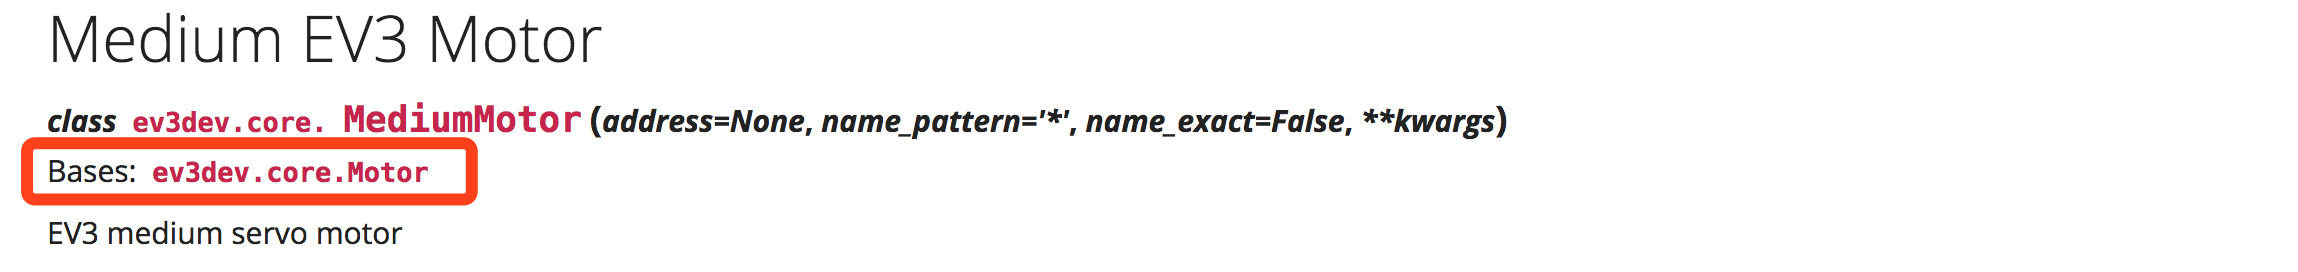 Medium EV3 Motor
class ev3dev.core. MediumMotor(address=None, name_pattern='*', name_exact=False, **kwargs)
Bases: ev3dev.core.Motor
EV3 medium servo motor